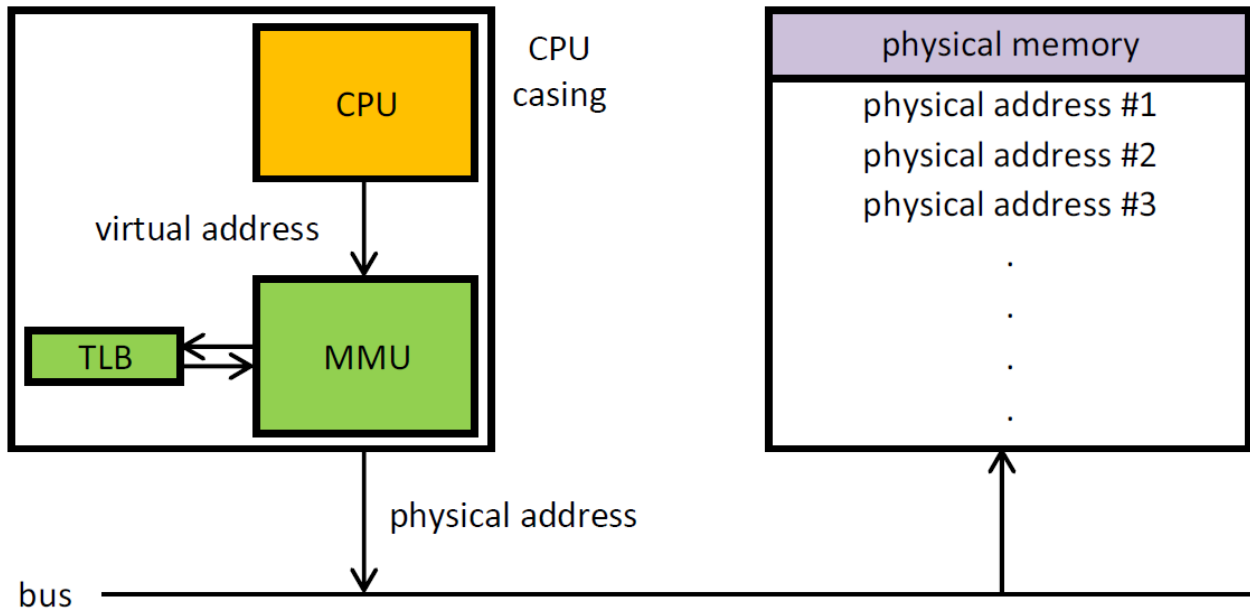 CPU
CPU
casing
virtual address
TLB
MMU
physical address
bus
physical memory
physical address #1
physical address #2
physical address #3
.
.
.
.